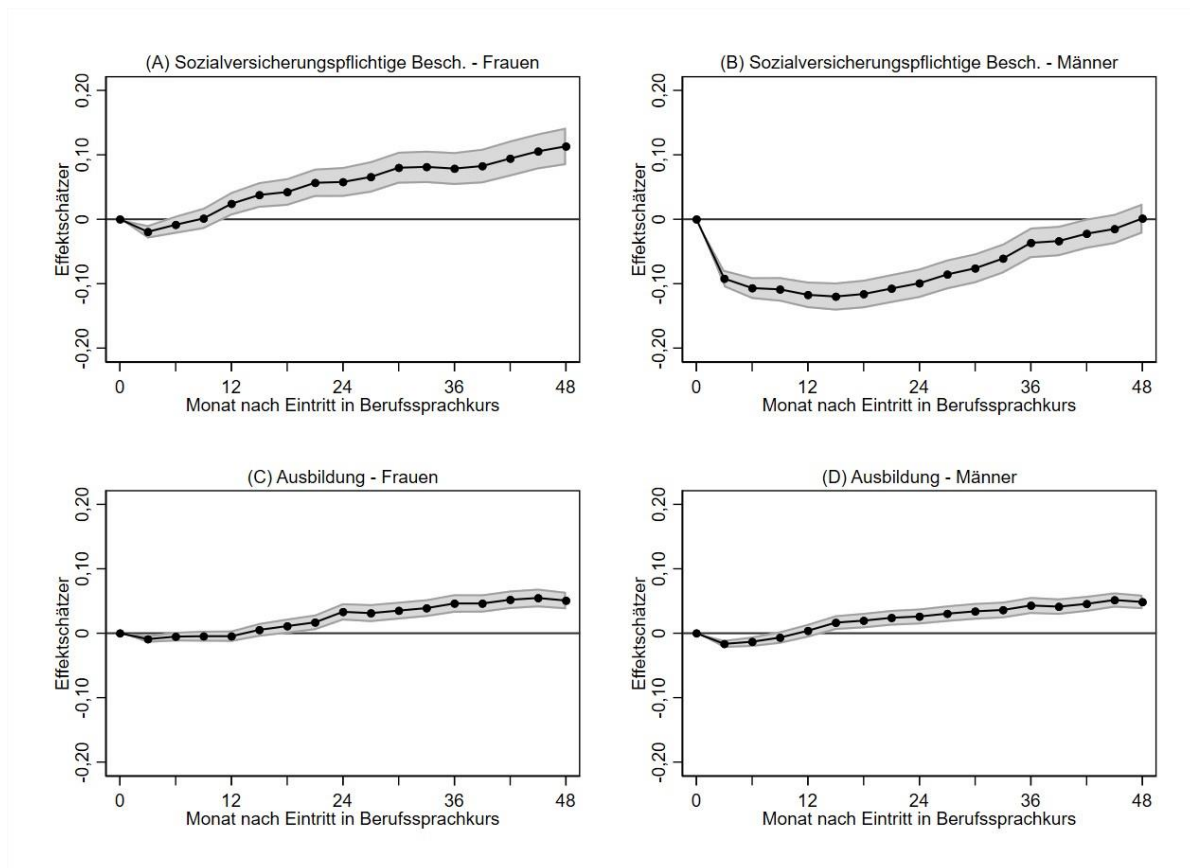 (A) Sozialversicherungspflichtige Besch. - Frauen
0,20
0,10
0
-0,10
-0,20
Effektschätzer
0 12 24 36 48
Monat nach Eintritt in Berufssprachkurs
(B) Sozialversicherungspflichtige Besch. - Männer
0,20
0,10
0
-0,10
-0,20
Effektschätzer
0 12 24 36 48
Monat nach Eintritt in Berufssprachkurs
(C) Ausbildung - Frauen
0,20
0,10
0
-0,10
-0,20
Effektschätzer
0 12 24 36 48
Monat nach Eintritt in Berufssprachkurs
(D) Ausbildung - Männer
0,20
0,10
0
-0,10
-0,20
Effektschätzer
0 12 24 36 48
Monat nach Eintritt in Berufssprachkurs